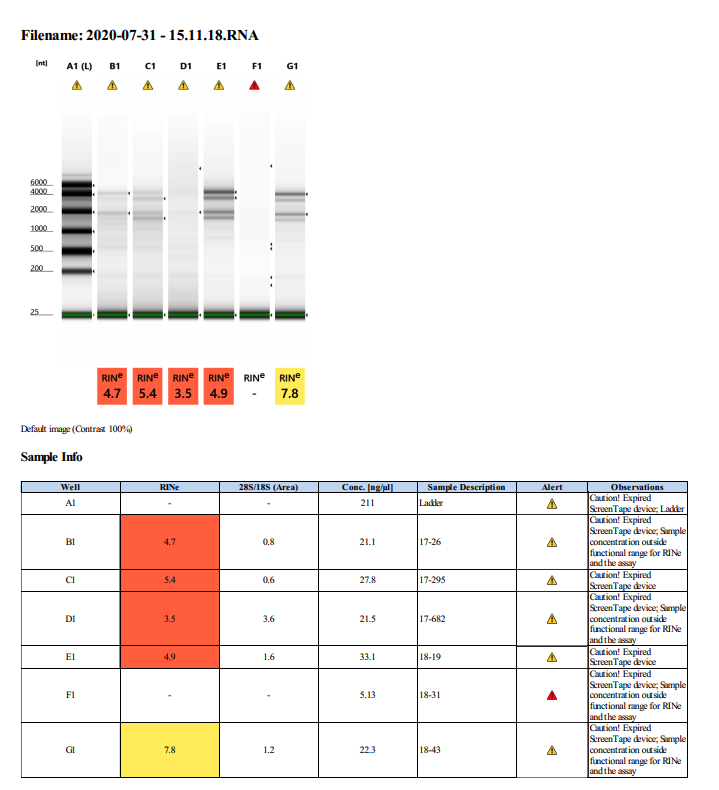 Filename: 2020-07-31 - 15.11.18.RNA
[nt] A1 (L) B1 C1 D1 E1 F1 G1
6000
4000
2000
1000
500
200
25
RINe RINe RINe RINe RINe RINe
4.7 5.4 3.5 4.9 - 7.8
Default image (Contrast 100%)
Sample Info
Well RINe 28S/18S (Area) Conc. [ng/µl] Sample Description Alert Observations
A1 - - 211 Ladder Caution! Expired
ScreenTape device; Ladder
B1 4.7 0.8 21.1 17-26 Caution! Expired
ScreenTape device; Sample
concentration outside
functional range for RINe
and the assay
C1 5.4 0.6 27.8 17-295 Caution! Expired
ScreenTape device
D1 3.5 3.6 21.5 17-682 Caution! Expired
ScreenTape device; Sample
concentration outside
functional range for RINe
and the assay
E1 4.9 1.6 33.1 18-19 Caution! Expired
ScreenTape device
F1 - - 5.13 18-31 Caution! Expired
ScreenTape device; Sample
concentration outside
functional range for RINe
and the assay
G1 7.8 1.2 22.3 18-43 Caution! Expired
ScreenTape device; Sample
concentration outside
functional range for RINe
and the assay